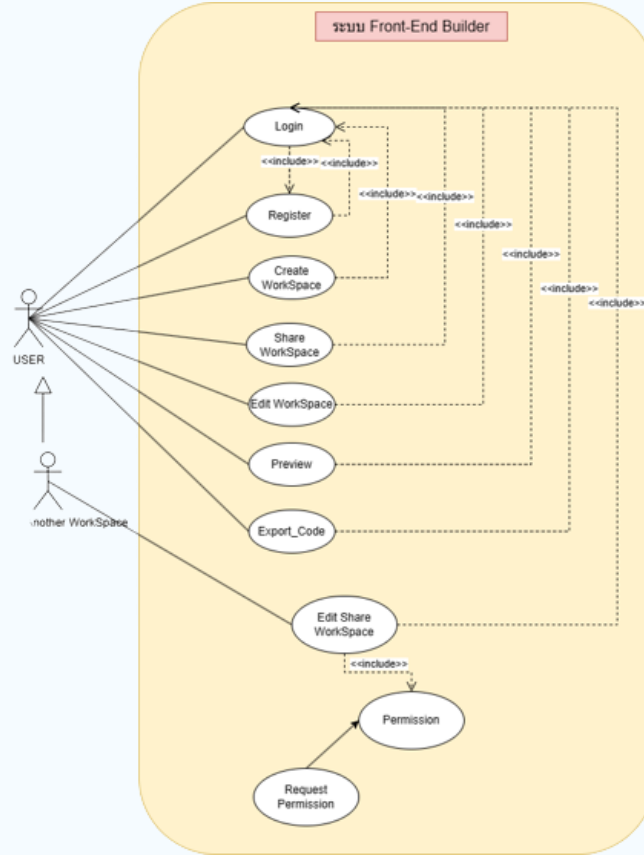 ระบบ Front-End Builder
Login
<<include>>
<<include>>
<<include>>
<<include>>
Register
<<include>>
<<include>>
Create
WorkSpace
<<include>>
<<include>>
USER
Share
WorkSpace
Edit WorkSpace
Preview
nother WorkSpace
Export_Code
Edit Share
WorkSpace
<<include>>
Permission
Request
Permission